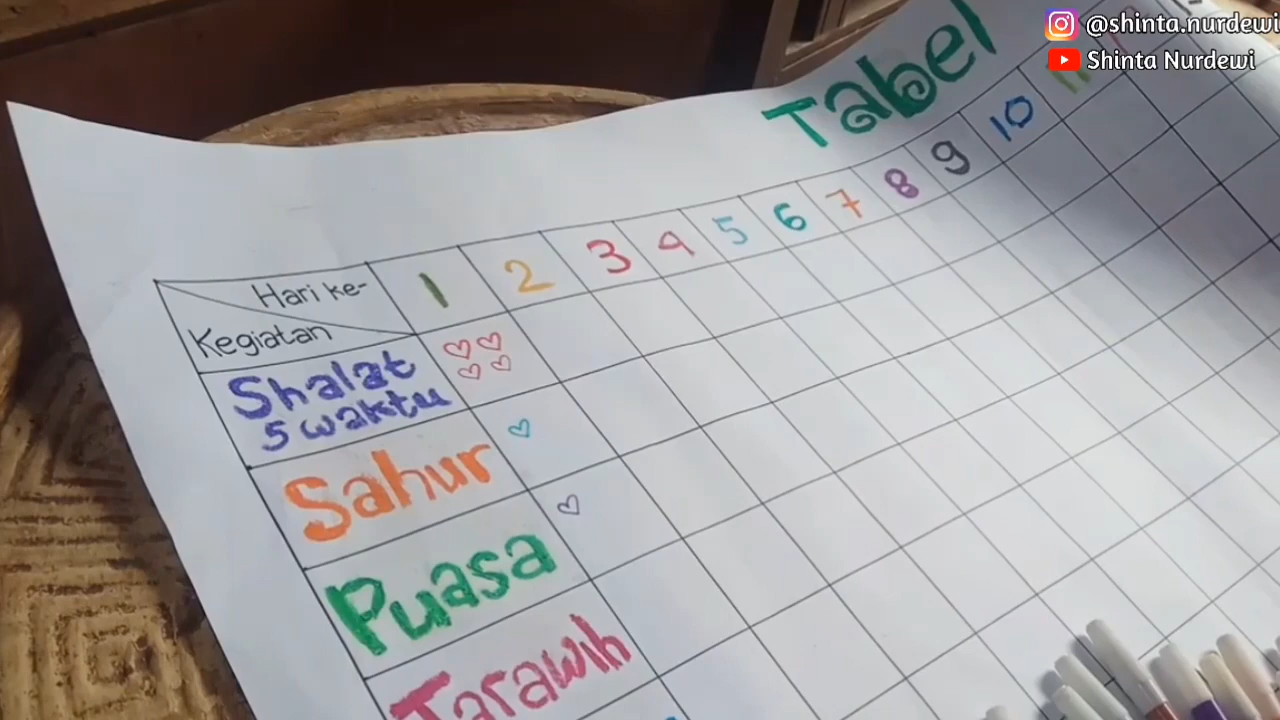 @shinta.nurdewi
Shinta Nurdewi
Tabel
Hari ke-
1 2 3 4 5 6 7 8 9 10
Kegiatan
Shalat
5 waktu
Sahur
Puasa
Tarawih